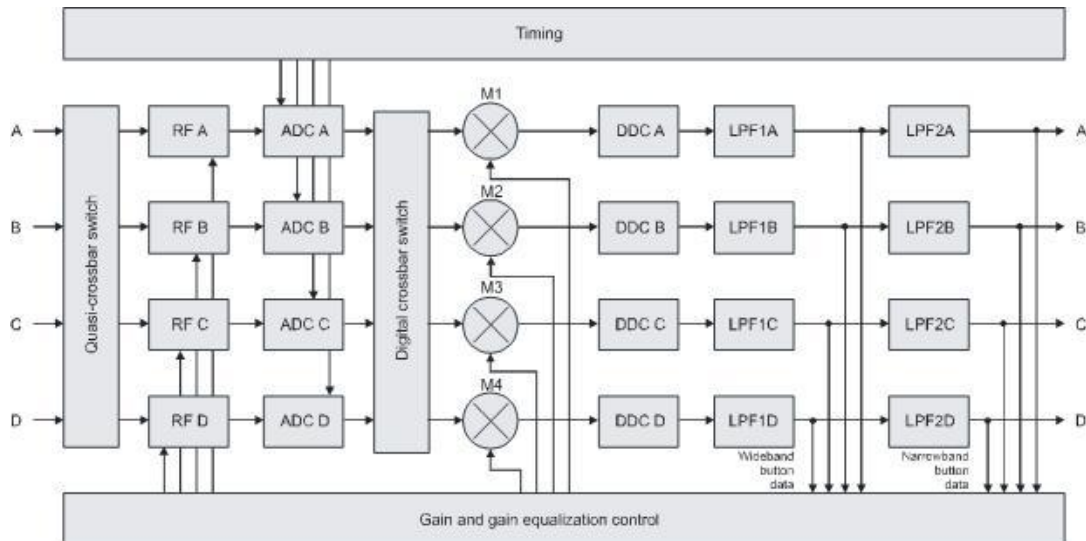 Timing
M1
A
RF A
ADC A
DDC A
LPF1A
LPF2A
A
Quasi-crossbar switch
Digital crossbar switch
M2
B
RF B
ADC B
DDC B
LPF1B
LPF2B
B
M3
C
RF C
ADC C
DDC C
LPF1C
LPF2C
C
M4
D
RF D
ADC D
DDC D
LPF1D
LPF2D
D
Wideband
button
data
Narrowband
button
data
Gain and gain equalization control